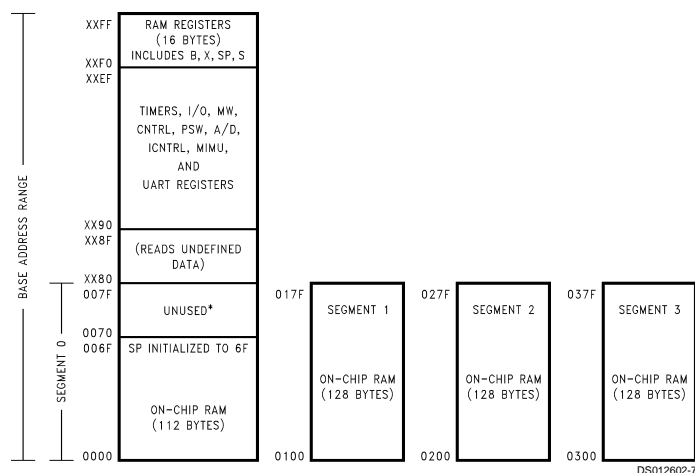 XXFF
RAM REGISTERS
(16 BYTES)
INCLUDES B, X, SP, S
XXF0
XXEF
TIMERS, I/O, MW,
CNTRL, PSW, A/D,
ICNTRL, MIMU,
AND
UART REGISTERS
XX90
XX8F
(READS UNDEFINED
DATA)
XX80
007F
UNUSED*
0070
006F
SP INITIALIZED TO 6F
ON-CHIP RAM
(112 BYTES)
0000
BASE ADDRESS RANGE
SEGMENT 0
017F
SEGMENT 1
ON-CHIP RAM
(128 BYTES)
0100
027F
SEGMENT 2
ON-CHIP RAM
(128 BYTES)
0200
037F
SEGMENT 3
ON-CHIP RAM
(128 BYTES)
0300
DS012602-7